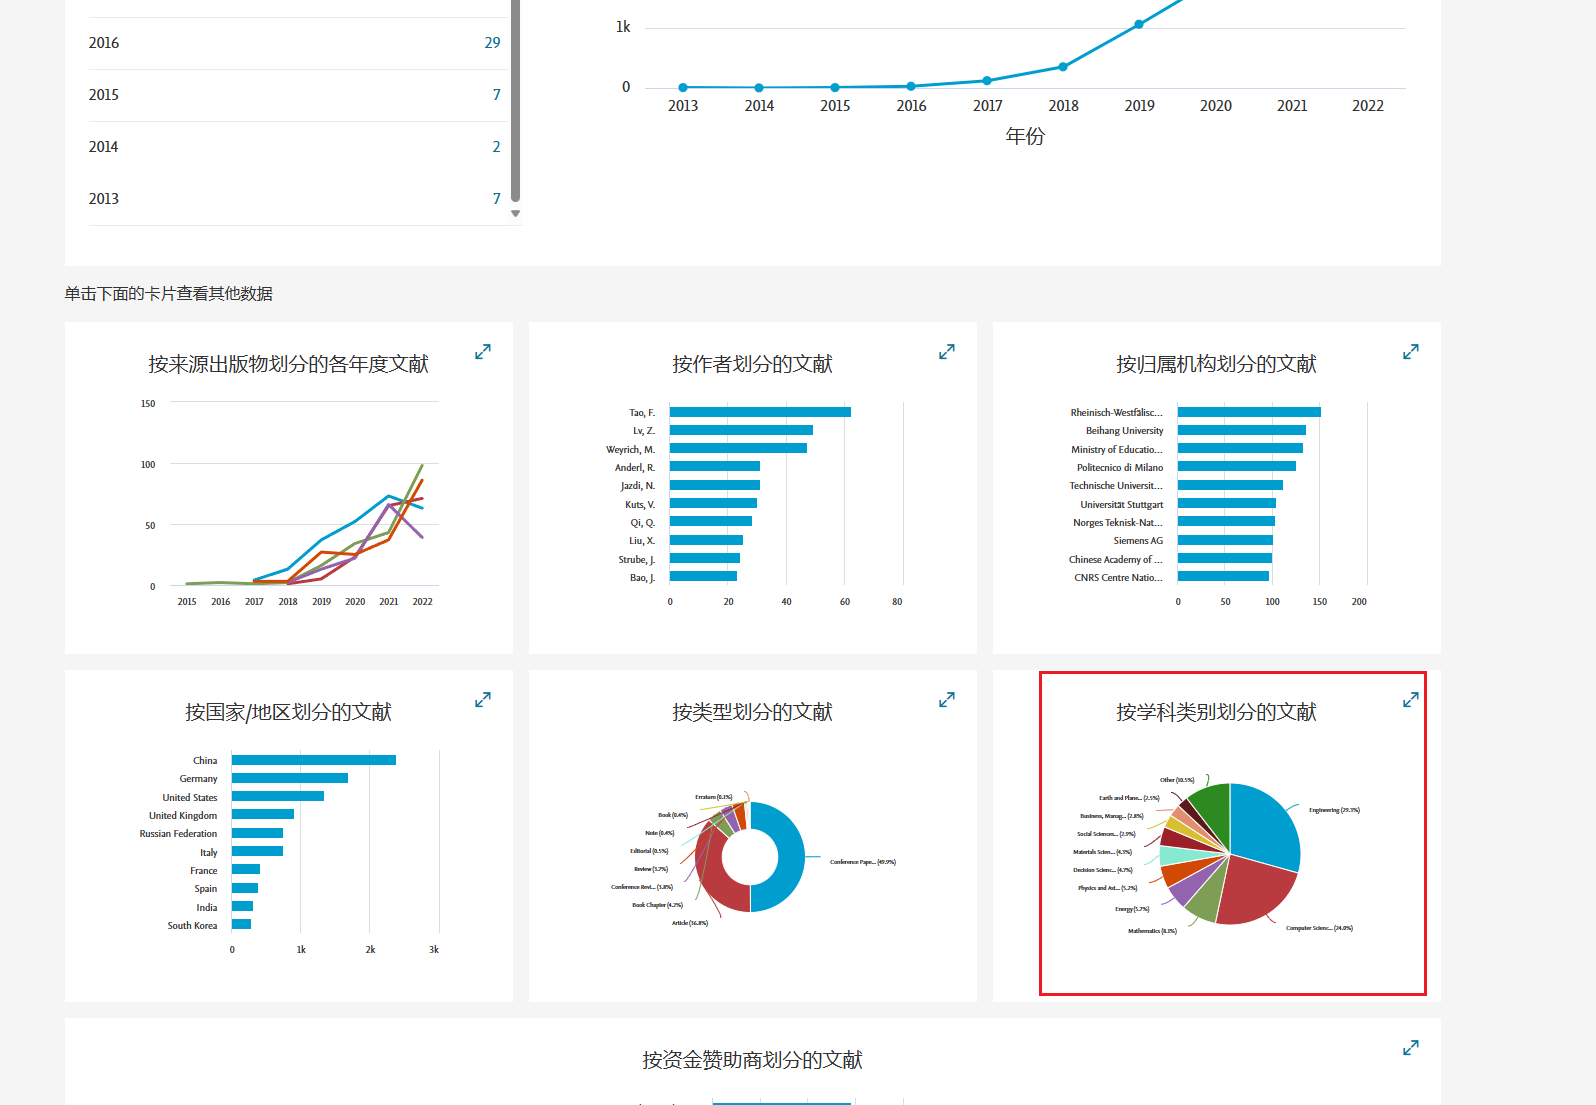 2016 29
2015 7
2014 2
2013 7
1k
0
2013 2014 2015 2016 2017 2018 2019 2020 2021 2022
年份
单击下面的卡片查看其他数据
按来源出版物划分的各年度文献
150
100
50
0
2015 2016 2017 2018 2019 2020 2021 2022
按作者划分的文献
Tao, F.
Lv, Z.
Weyrich, M.
Anderl, R.
Jazdi, N.
Kuts, V.
Qi, Q.
Liu, X.
Strube, J.
Bao, J.
0 20 40 60 80
按归属机构划分的文献
Rheinisch-Westfälisc...
Beihang University
Ministry of Educatio...
Politecnico di Milano
Technische Universit...
Universität Stuttgart
Norges Teknisk-Nat...
Siemens AG
Chinese Academy of ...
CNRS Centre Natio...
0 50 100 150 200
按国家/地区划分的文献
China
Germany
United States
United Kingdom
Russian Federation
Italy
France
Spain
India
South Korea
0 1k 2k 3k
按类型划分的文献
Erratum (0.1%)
Book (0.4%)
Note (0.4%)
Editorial (0.5%)
Review (3.7%)
Conference Revi... (3.8%)
Book Chapter (4.2%)
Article (36.8%)
Conference Pape... (49.9%)
按学科类别划分的文献
Other (10.5%)
Earth and Plane... (2.5%)
Business, Manag... (2.8%)
Social Sciences... (2.9%)
Materials Scien... (4.3%)
Decision Scienc... (4.7%)
Physics and Ast... (5.2%)
Energy (5.7%)
Mathematics (8.1%)
Engineering (29.3%)
Computer Scienc... (24.0%)
按资金赞助商划分的文献